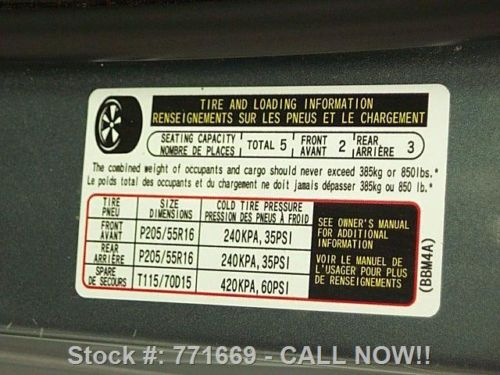 TIRE AND LOADING INFORMATION
RENSEIGNEMENTS SUR LES PNEUS ET LE CHARGEMENT
SEATING CAPACITY
NOMBRE DE PLACES
TOTAL 5
FRONT
AVANT
2
REAR
ARRIÈRE
3
The combined weight of occupants and cargo should never exceed 385kg or 850lbs.*
Le poids total des occupants et du chargement ne doit jamais dépasser 385kg ou 850 lb.*
TIRE
PNEU
SIZE
DIMENSIONS
COLD TIRE PRESSURE
PRESSION DES PNEUS À FROID
FRONT
AVANT
P205/55R16
240KPA, 35PSI
REAR
ARRIÈRE
P205/55R16
240KPA, 35PSI
SPARE
DE SECOURS
T115/70D15
420KPA, 60PSI
SEE OWNER'S MANUAL
FOR ADDITIONAL
INFORMATION
VOIR LE MANUEL DE
L'USAGER POUR PLUS
DE RENSEIGNEMENTS
(BBM4A)
Stock #: 771669 - CALL NOW!!